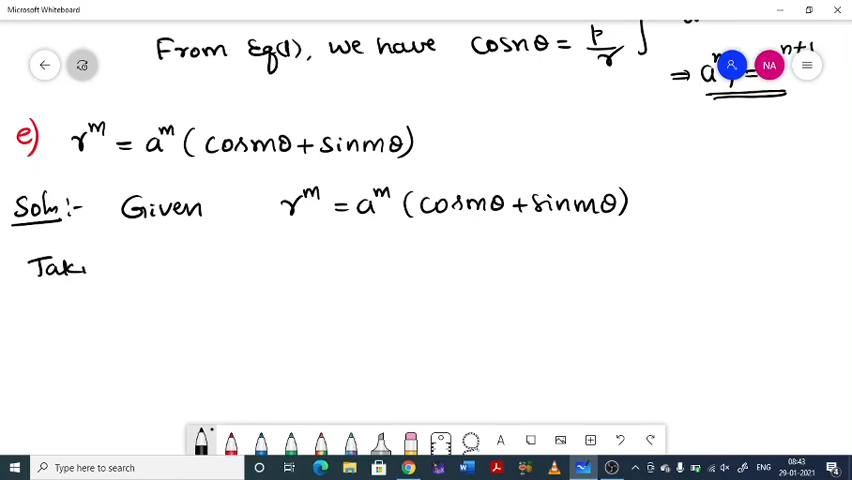 Microsoft Whiteboard
From Eq(1), we have cosnθ = p/r
NA
e) r^m = a^m (cosmθ + sinmθ)
Soln:- Given r^m = a^m (cosmθ + sinmθ)
Tak
Type here to search
ENG
08:43
29-01-2021